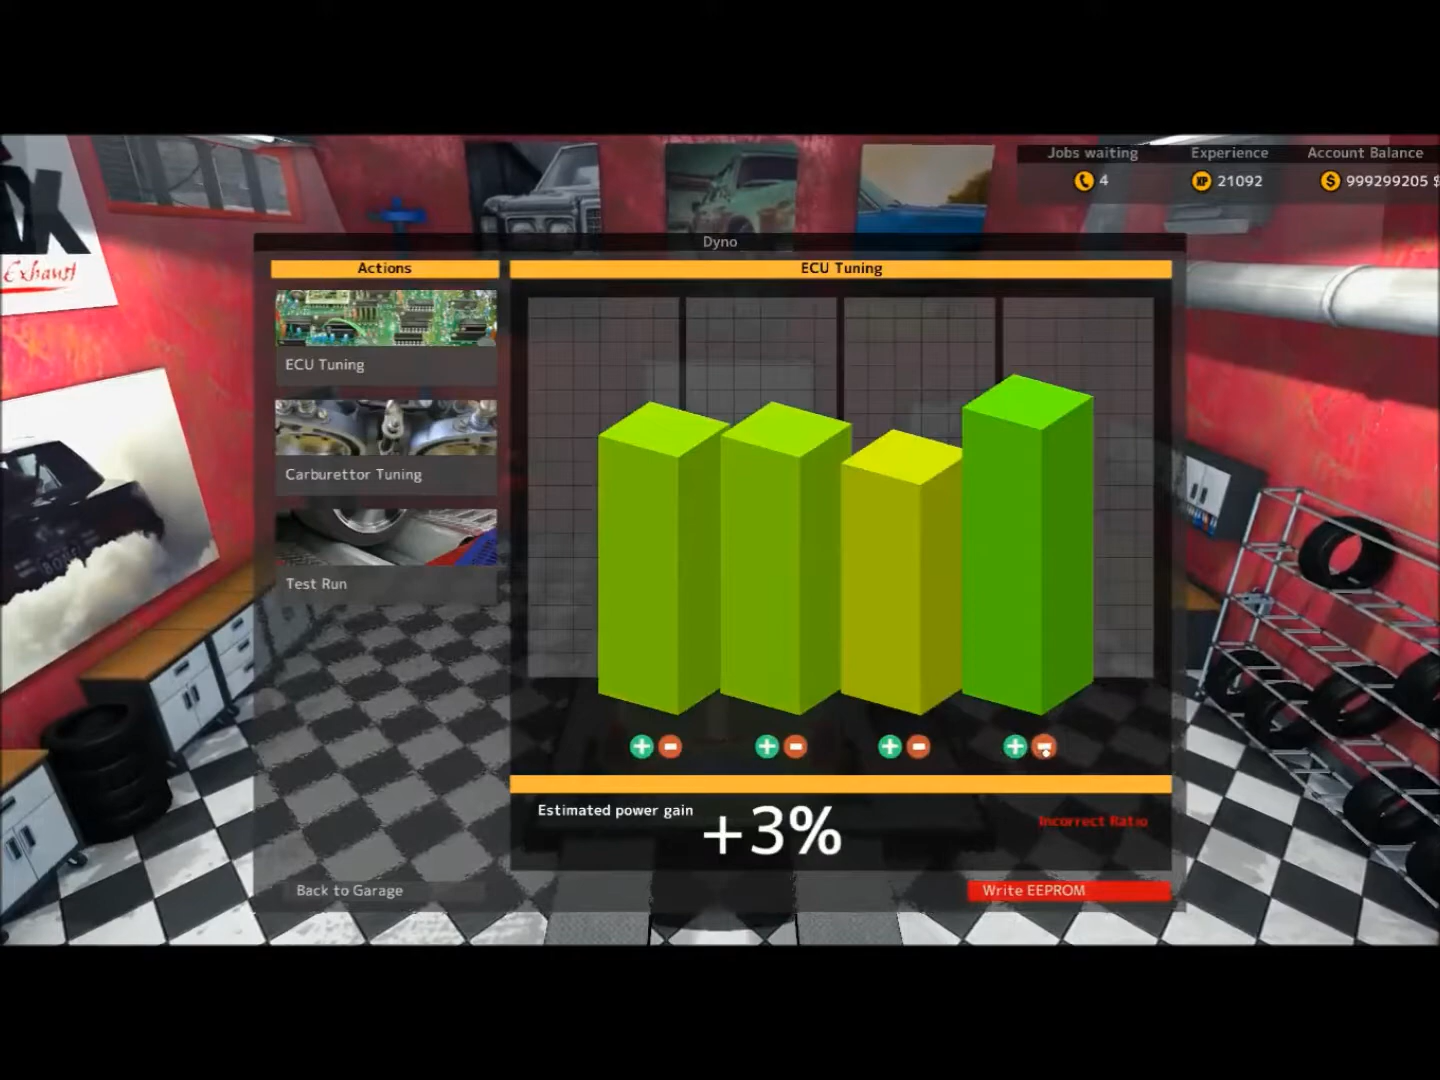 Jobs waiting
Experience
Account Balance
4
XP
21092
$
999299205 $
Exhaust
Dyno
Actions
ECU Tuning
ECU Tuning
Carburettor Tuning
Test Run
Estimated power gain
+3%
Incorrect Ratio
Back to Garage
Write EEPROM